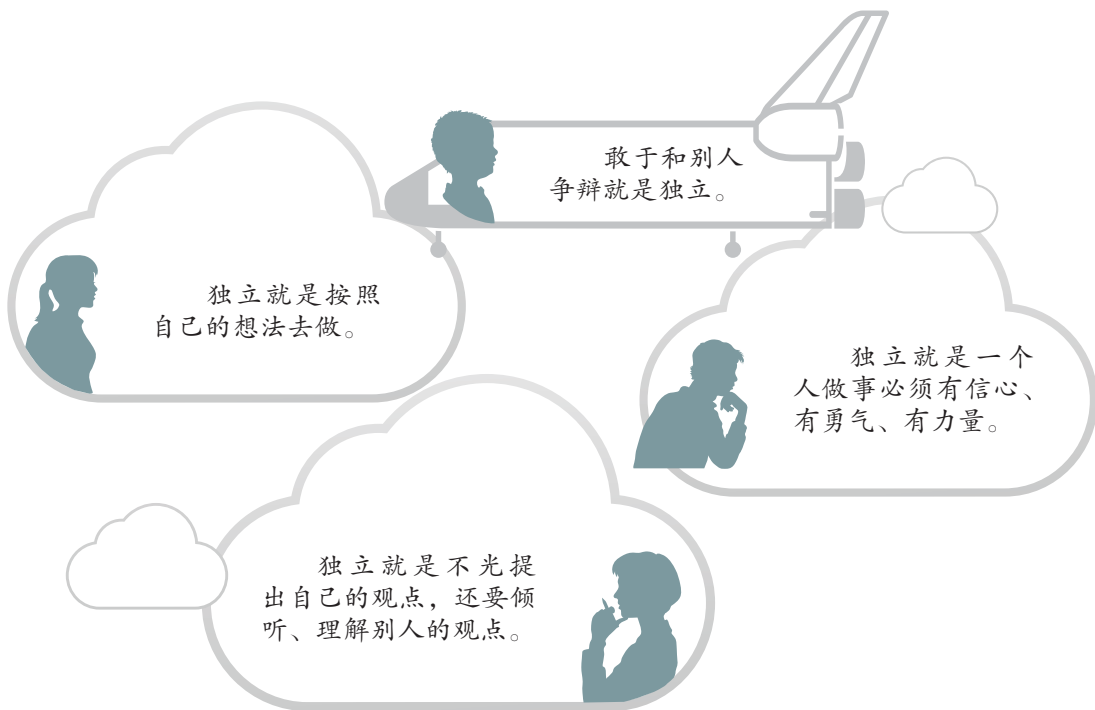 敢于和别人
争辩就是独立。
独立就是按照
自己的想法去做。
独立就是一个
人做事必须有信心、
有勇气、有力量。
独立就是不光提
出自己的观点，还要倾
听、理解别人的观点。